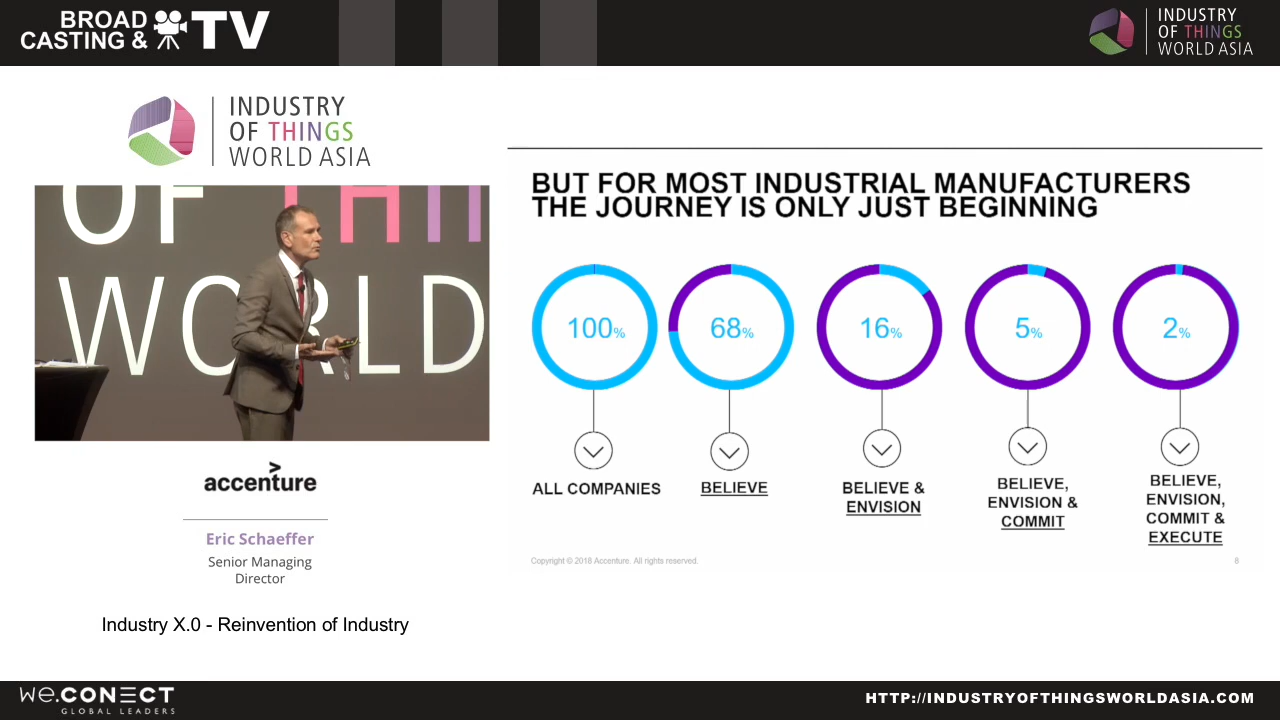 BROAD
CASTING & TV
INDUSTRY
OF THINGS
WORLD ASIA
INDUSTRY
OF THINGS
WORLD ASIA
OF THI
WORLD
accenture
Eric Schaeffer
Senior Managing
Director
Industry X.0 - Reinvention of Industry
BUT FOR MOST INDUSTRIAL MANUFACTURERS
THE JOURNEY IS ONLY JUST BEGINNING
100%
68%
16%
5%
2%
ALL COMPANIES
BELIEVE
BELIEVE &
ENVISION
BELIEVE,
ENVISION &
COMMIT
BELIEVE,
ENVISION,
COMMIT &
EXECUTE
Copyright © 2018 Accenture. All rights reserved.
8
we.CONECT
GLOBAL LEADERS
HTTP://INDUSTRYOFTHINGSWORLDASIA.COM